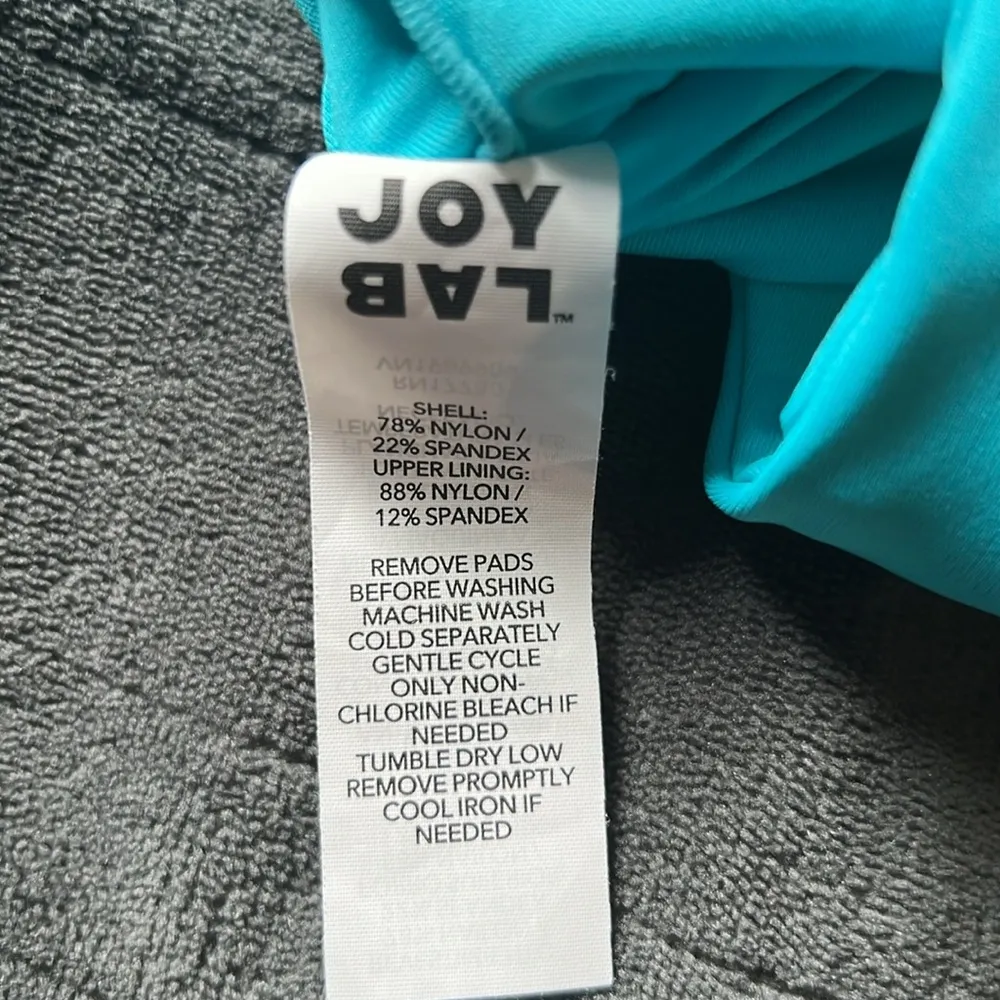 JOY
LAB™
SHELL:
78% NYLON /
22% SPANDEX
UPPER LINING:
88% NYLON /
12% SPANDEX
REMOVE PADS
BEFORE WASHING
MACHINE WASH
COLD SEPARATELY
GENTLE CYCLE
ONLY NON-
CHLORINE BLEACH IF
NEEDED
TUMBLE DRY LOW
REMOVE PROMPTLY
COOL IRON IF
NEEDED